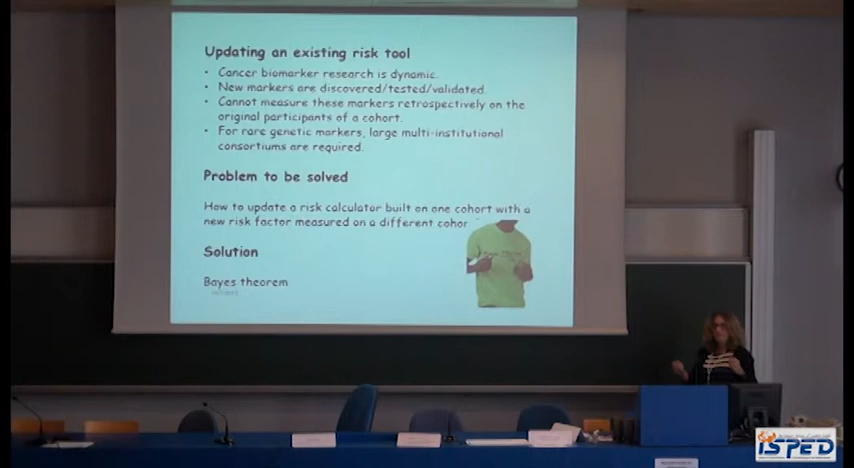 Updating an existing risk tool
• Cancer biomarker research is dynamic.
• New markers are discovered/tested/validated.
• Cannot measure these markers retrospectively on the
original participants of a cohort.
• For rare genetic markers, large multi-institutional
consortiums are required.
Problem to be solved
How to update a risk calculator built on one cohort with a
new risk factor measured on a different cohor
Solution
Bayes theorem
ISPED